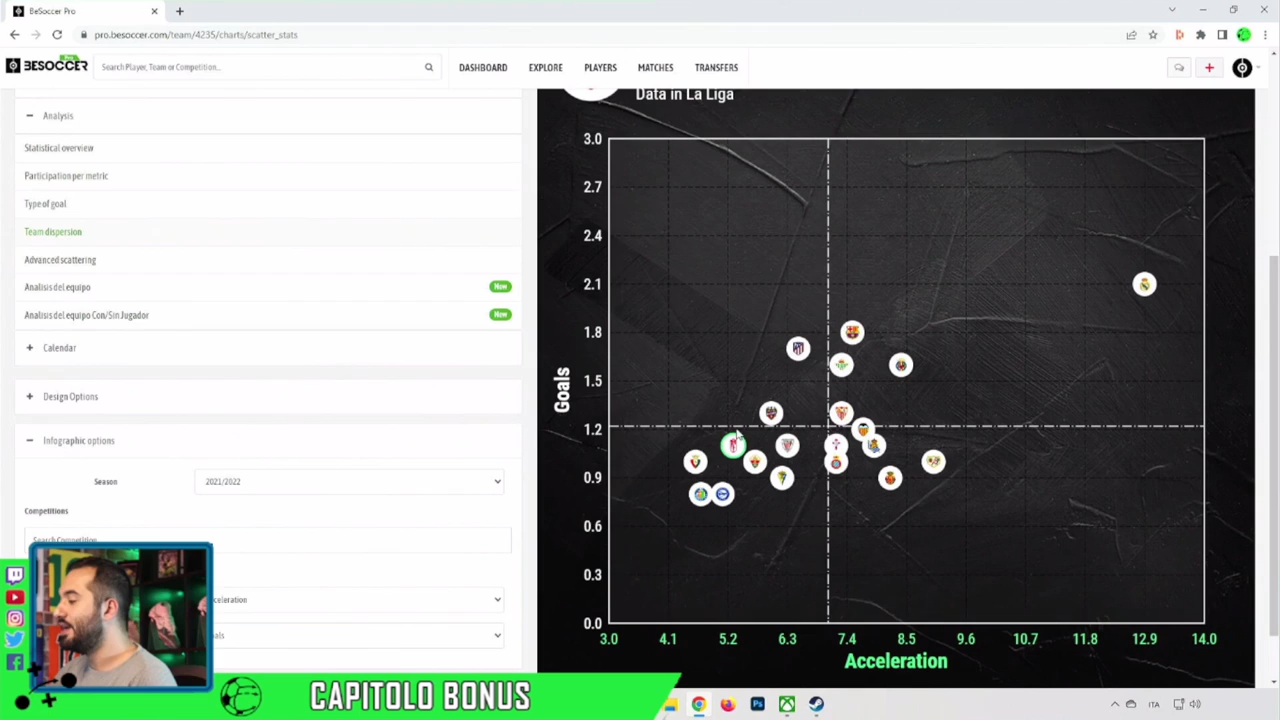 BeSoccer Pro
pro.besoccer.com/team/4235/charts/scatter_stats
BESOCCER Pro
Search Player, Team or Competition...
DASHBOARD
EXPLORE
PLAYERS
MATCHES
TRANSFERS
Analysis
Statistical overview
Participation per metric
Type of goal
Team dispersion
Advanced scattering
Analisis del equipo
New
Analisis del equipo Con/Sin Jugador
New
Calendar
Design Options
Infographic options
Season
2021/2022
Competitions
Search Competition
Data in La Liga
3.0
2.7
2.4
2.1
1.8
1.5
1.2
0.9
0.6
0.3
0.0
Goals
3.0 4.1 5.2 6.3 7.4 8.5 9.6 10.7 11.8 12.9 14.0
Acceleration
CAPITOLO BONUS
ITA